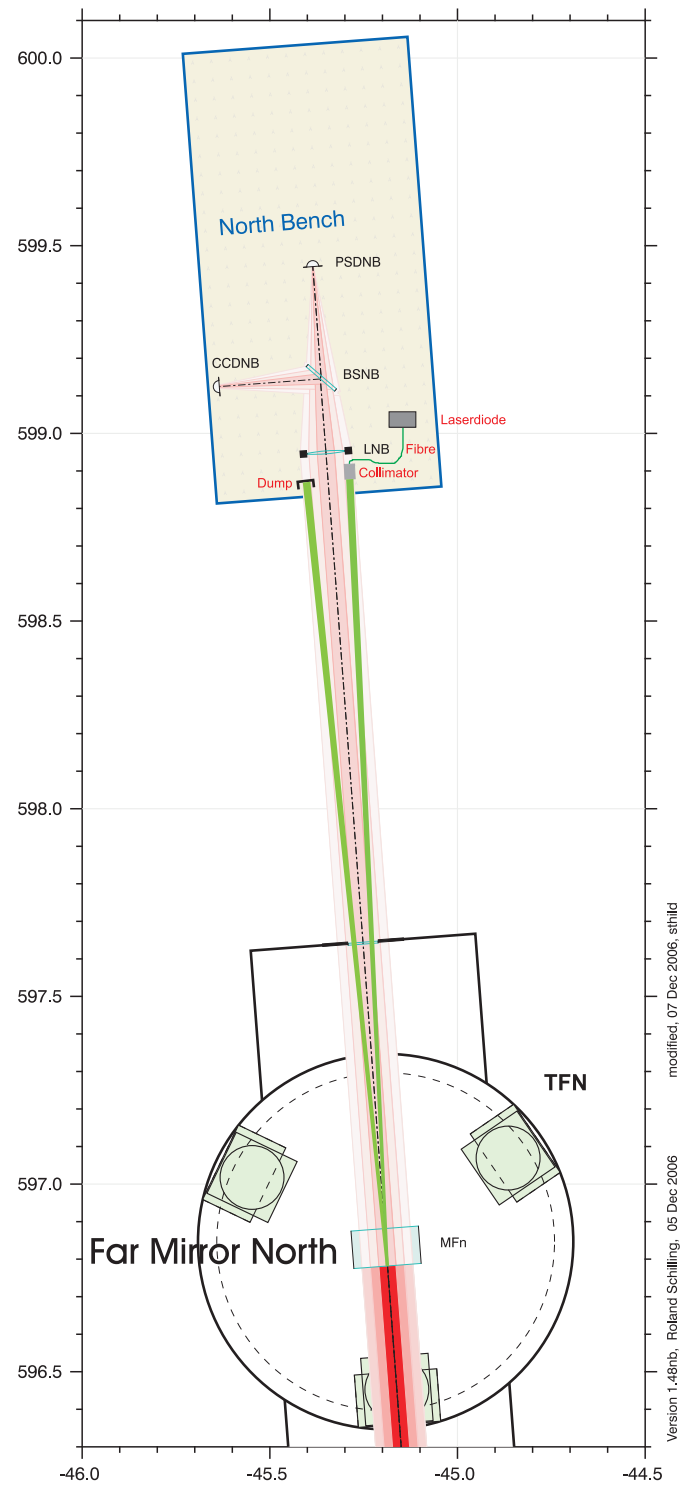 600.0
North Bench
599.5
PSDNB
CCDNB
BSNB
Laserdiode
599.0
LNB
Fibre
Collimator
Dump
598.5
598.0
597.5
TFN
597.0
MFn
Far Mirror North
596.5
-46.0
-45.5
-45.0
-44.5
Version 1.48nb, Roland Schilling, 05 Dec 2006 modified, 07 Dec 2006, sthild